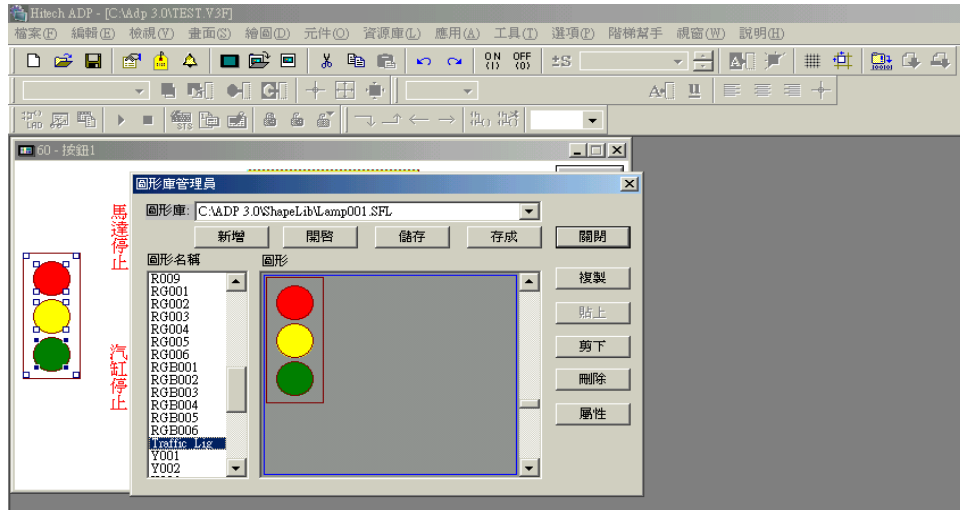 Hitech ADP - [C:\Adp 3.0\TEST.V3F]
檔案(F) 編輯(E) 檢視(V) 畫面(S) 繪圖(D) 元件(O) 資源庫(L) 應用(A) 工具(T) 選項(P) 階梯幫手 視窗(W) 說明(H)
ON (1) OFF (0) ±S
A U
LAD STS
60 - 按鈕1
馬達停止
汽缸停止
圖形庫管理員
圖形庫: C:\ADP 3.0\ShapeLib\Lamp001.SFL
新增 開啓 儲存 存成 關閉
圖形名稱 圖形
R009
RG001
RG002
RG003
RG004
RG005
RG006
RGB001
RGB002
RGB003
RGB004
RGB005
RGB006
Traffic Lig
Y001
Y002
複製
貼上
剪下
刪除
屬性